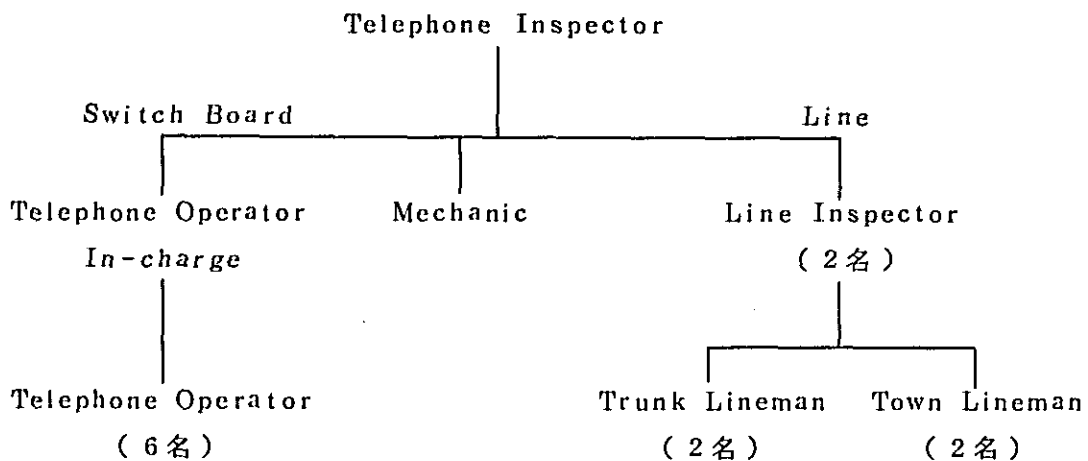 Telephone Inspector
Switch Board Line
Telephone Operator Mechanic Line Inspector
In-charge (2名)
Telephone Operator Trunk Lineman Town Lineman
(6名) (2名) (2名)